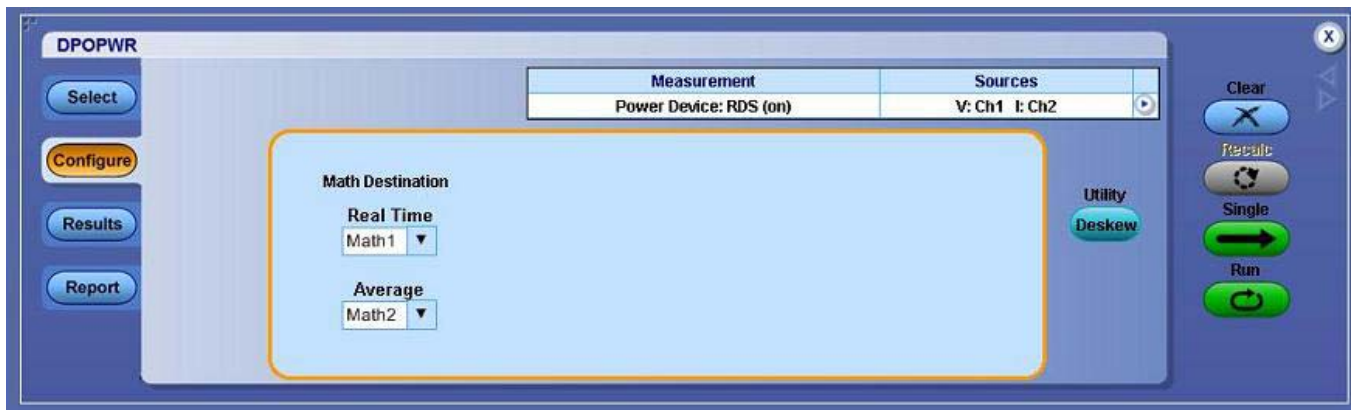 DPOPWR
X
Select
Configure
Results
Report
Measurement Sources
Power Device: RDS (on) V: Ch1 I: Ch2
Math Destination
Real Time
Math1
Average
Math2
Utility
Deskew
Clear
Recalc
Single
Run